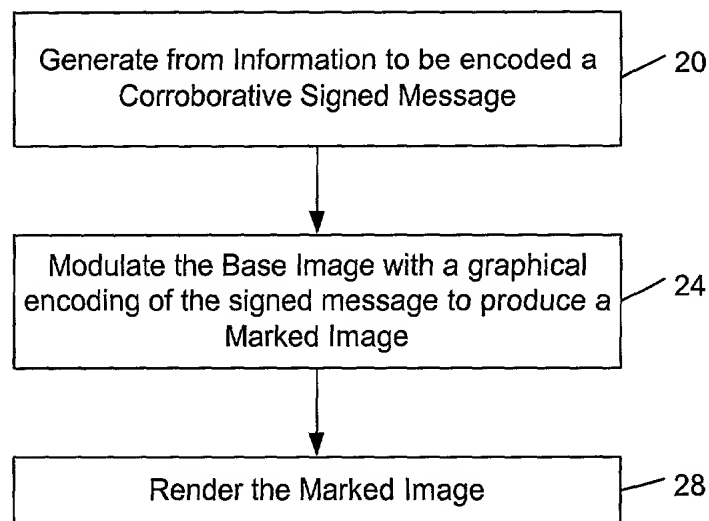 Generate from Information to be encoded a
Corroborative Signed Message
20
Modulate the Base Image with a graphical
encoding of the signed message to produce a
Marked Image
24
Render the Marked Image
28